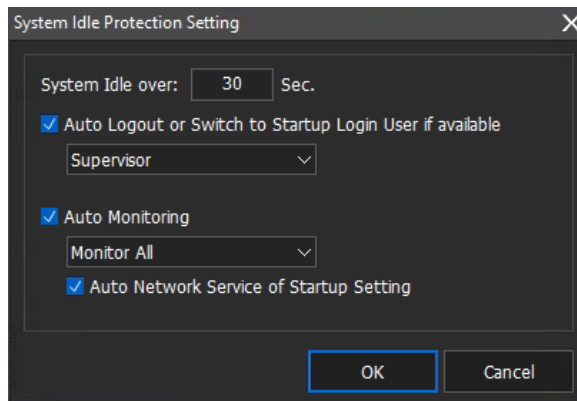 System Idle Protection Setting
System Idle over: 30 Sec.
Auto Logout or Switch to Startup Login User if available
Supervisor
Auto Monitoring
Monitor All
Auto Network Service of Startup Setting
OK Cancel